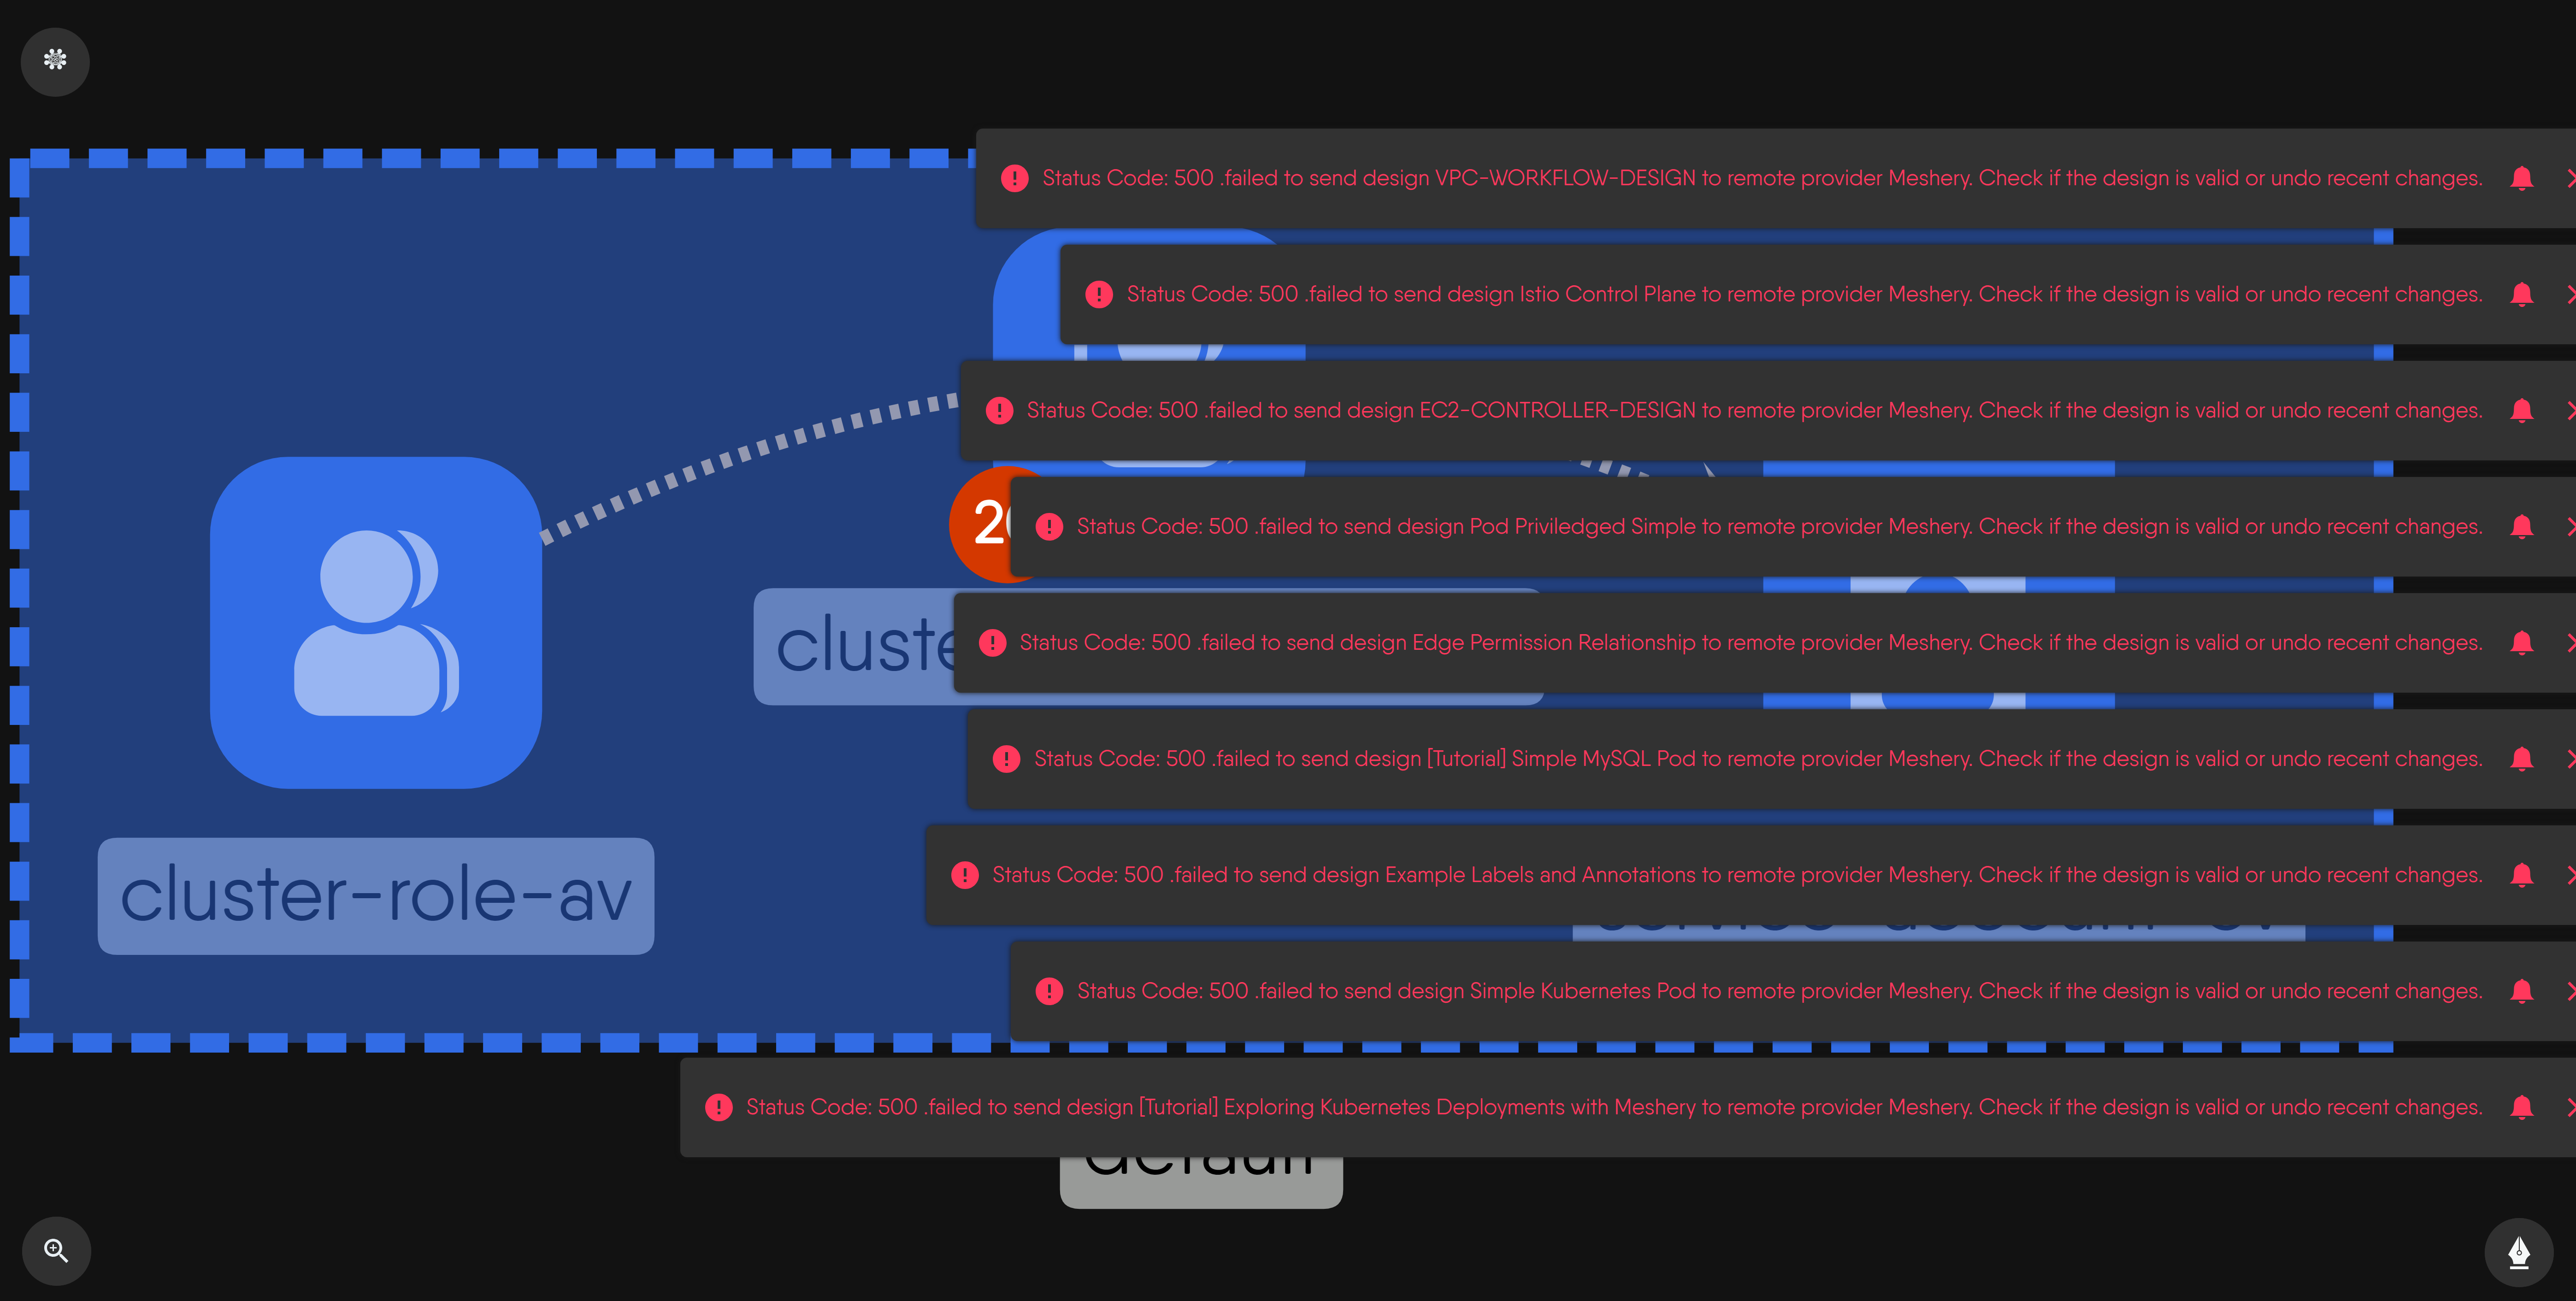 Status Code: 500 .failed to send design VPC-WORKFLOW-DESIGN to remote provider Meshery. Check if the design is valid or undo recent changes.
Status Code: 500 .failed to send design Istio Control Plane to remote provider Meshery. Check if the design is valid or undo recent changes.
Status Code: 500 .failed to send design EC2-CONTROLLER-DESIGN to remote provider Meshery. Check if the design is valid or undo recent changes.
Status Code: 500 .failed to send design Pod Priviledged Simple to remote provider Meshery. Check if the design is valid or undo recent changes.
Status Code: 500 .failed to send design Edge Permission Relationship to remote provider Meshery. Check if the design is valid or undo recent changes.
Status Code: 500 .failed to send design [Tutorial] Simple MySQL Pod to remote provider Meshery. Check if the design is valid or undo recent changes.
Status Code: 500 .failed to send design Example Labels and Annotations to remote provider Meshery. Check if the design is valid or undo recent changes.
cluster-role-av
Status Code: 500 .failed to send design Simple Kubernetes Pod to remote provider Meshery. Check if the design is valid or undo recent changes.
Status Code: 500 .failed to send design [Tutorial] Exploring Kubernetes Deployments with Meshery to remote provider Meshery. Check if the design is valid or undo recent changes.
default